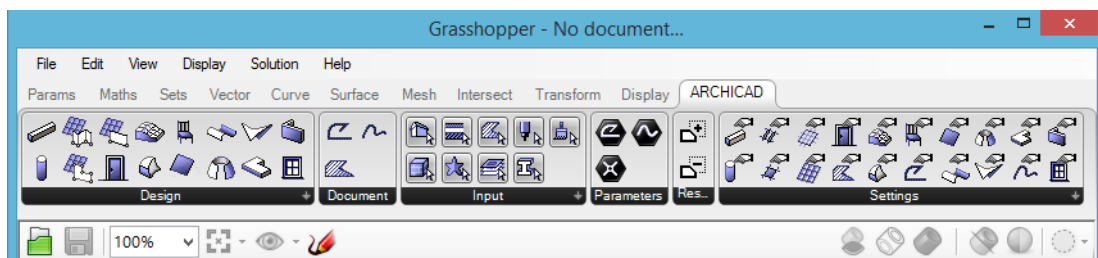 Grasshopper - No document...
File Edit View Display Solution Help
Params Maths Sets Vector Curve Surface Mesh Intersect Transform Display ARCHICAD
Design Document Input Parameters Res... Settings
100%